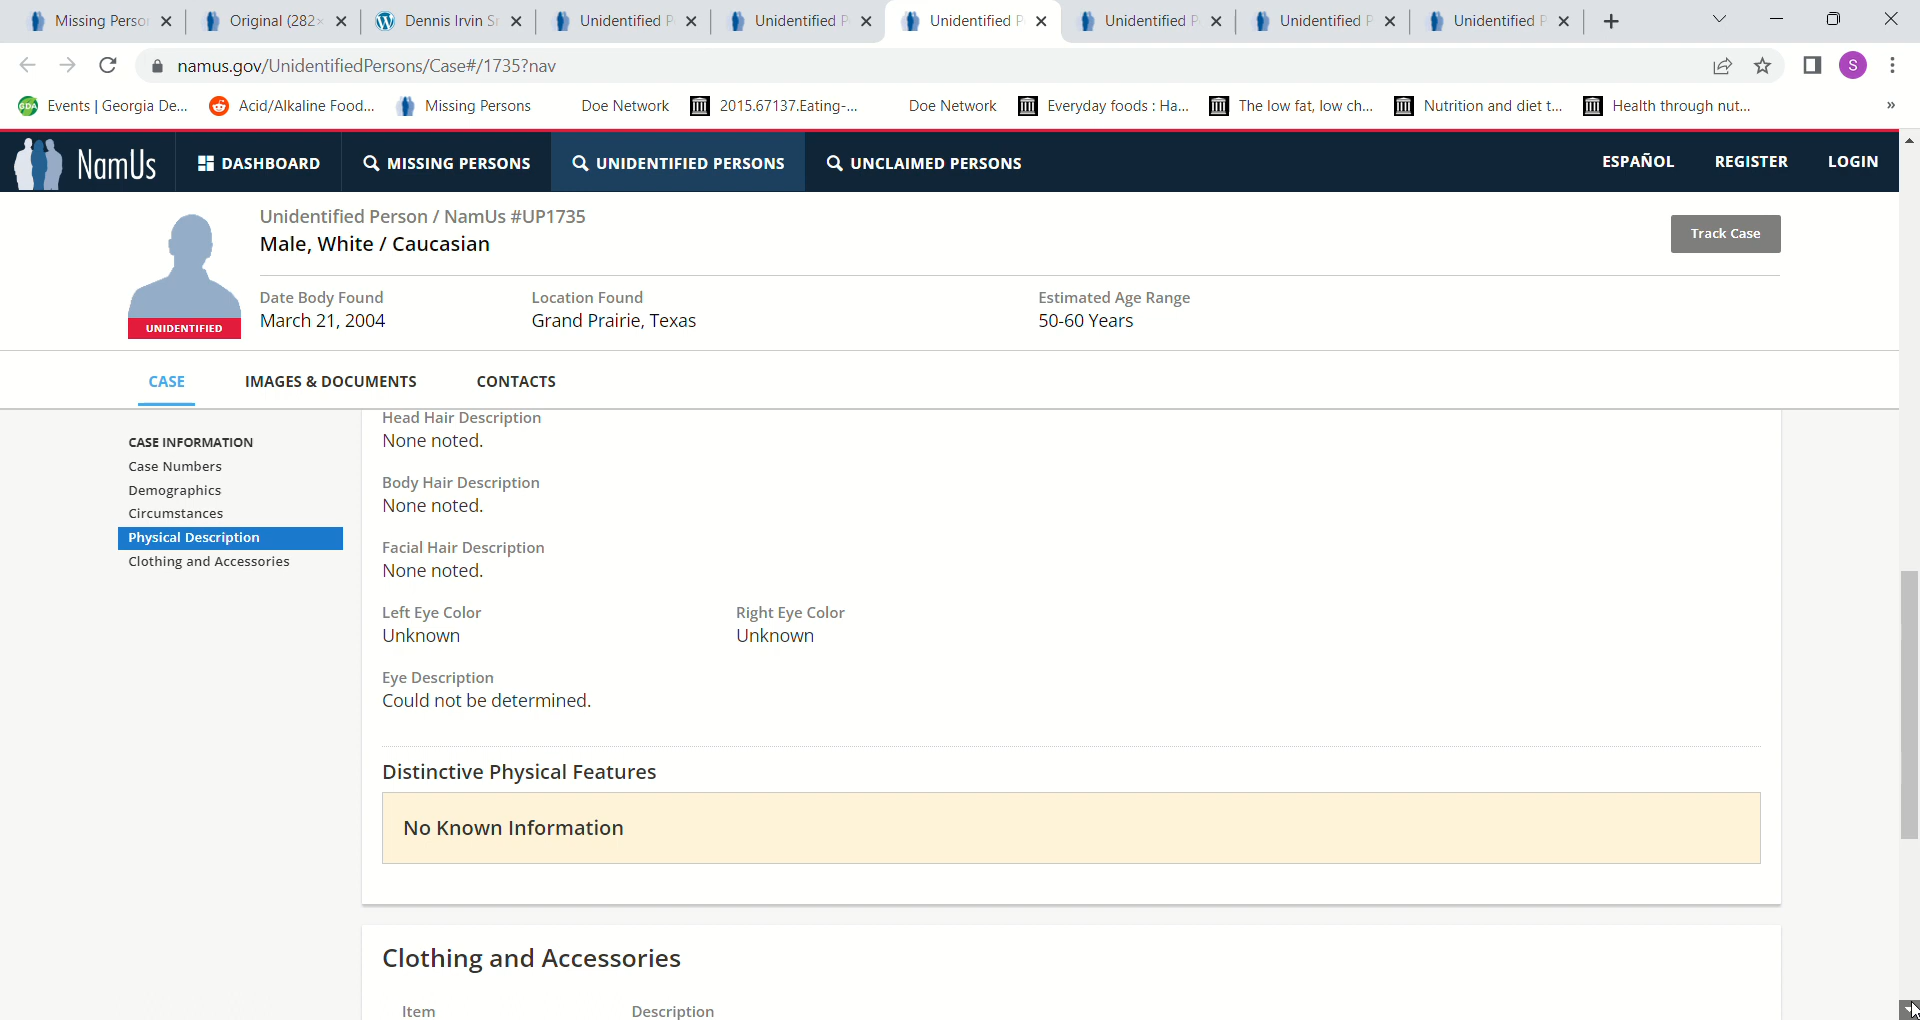 Missing Perso
Original (282×
Dennis Irvin S
Unidentified P
Unidentified P
Unidentified P
Unidentified P
Unidentified P
Unidentified P
namus.gov/UnidentifiedPersons/Case#/1735?nav
S
Events | Georgia De...
Acid/Alkaline Food...
Missing Persons
Doe Network
2015.67137.Eating-...
Doe Network
Everyday foods : Ha...
The low fat, low ch...
Nutrition and diet t...
Health through nut...
»
NamUs
DASHBOARD
MISSING PERSONS
UNIDENTIFIED PERSONS
UNCLAIMED PERSONS
ESPAÑOL
REGISTER
LOGIN
Unidentified Person / NamUs #UP1735
Male, White / Caucasian
Track Case
UNIDENTIFIED
Date Body Found
March 21, 2004
Location Found
Grand Prairie, Texas
Estimated Age Range
50-60 Years
CASE
IMAGES & DOCUMENTS
CONTACTS
CASE INFORMATION
Case Numbers
Demographics
Circumstances
Physical Description
Clothing and Accessories
Head Hair Description
None noted.
Body Hair Description
None noted.
Facial Hair Description
None noted.
Left Eye Color
Unknown
Right Eye Color
Unknown
Eye Description
Could not be determined.
Distinctive Physical Features
No Known Information
Clothing and Accessories
Item
Description